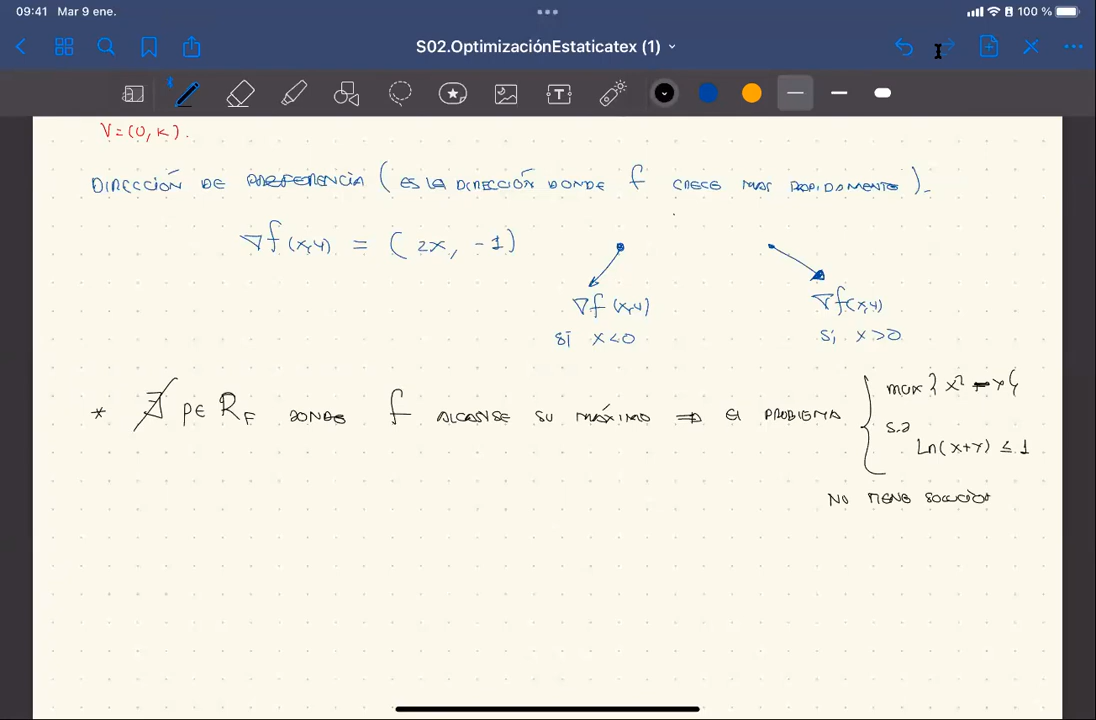 09:41 Mar 9 ene. 100 %
S02.OptimizaciónEstaticatex (1)
V=(0,K).
DIRECCIÓN DE PREFERENCIA (ES LA DIRECCIÓN DONDE f CRECE MAS RAPIDAMENTE).
∇f(x,y) = (2x, -1)
∇f(x,y)
si x<0
∇f(x,y)
si x>0
* ∄ p∈ R_F DONDE f ALCANSE SU MÁXIMO ⇒ El PROBLEMA
max { x² - y }
s.a
Ln(x+y) ≤ 1
NO TIENE SOLUCIÓN